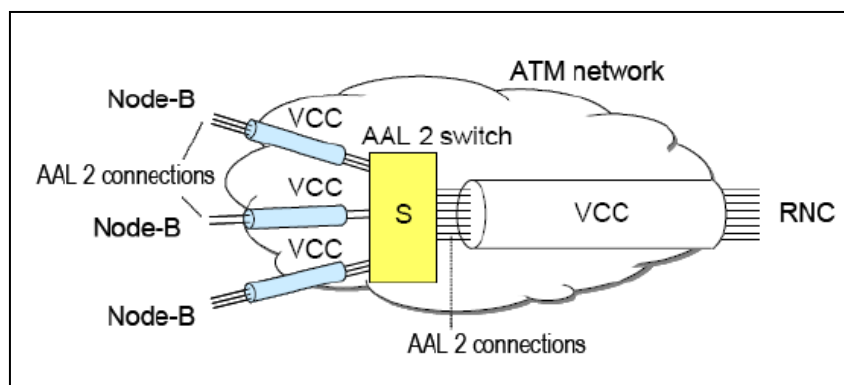 ATM network
Node-B
VCC
AAL 2 switch
AAL 2 connections
VCC
S
VCC
RNC
Node-B
VCC
Node-B
AAL 2 connections